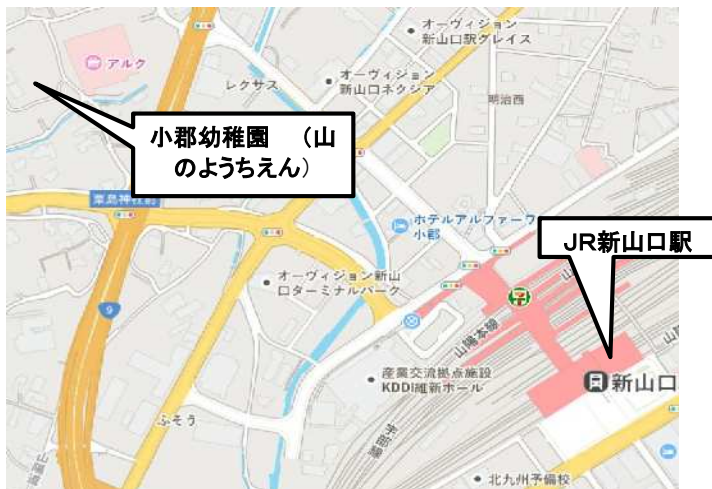 オーヴィジョン
新山口駅グレイス
アルク
レクサス
オーヴィジョン
新山口ネクシア
明治西
小郡幼稚園　（山
のようちえん）
ホテルアルファーワン
小郡
JR新山口駅
オーヴィジョン新山
口ターミナルパーク
9
山陽本線
産業交流拠点施設
KDDI維新ホール
新山口
ふそう
宇部線
北九州予備校